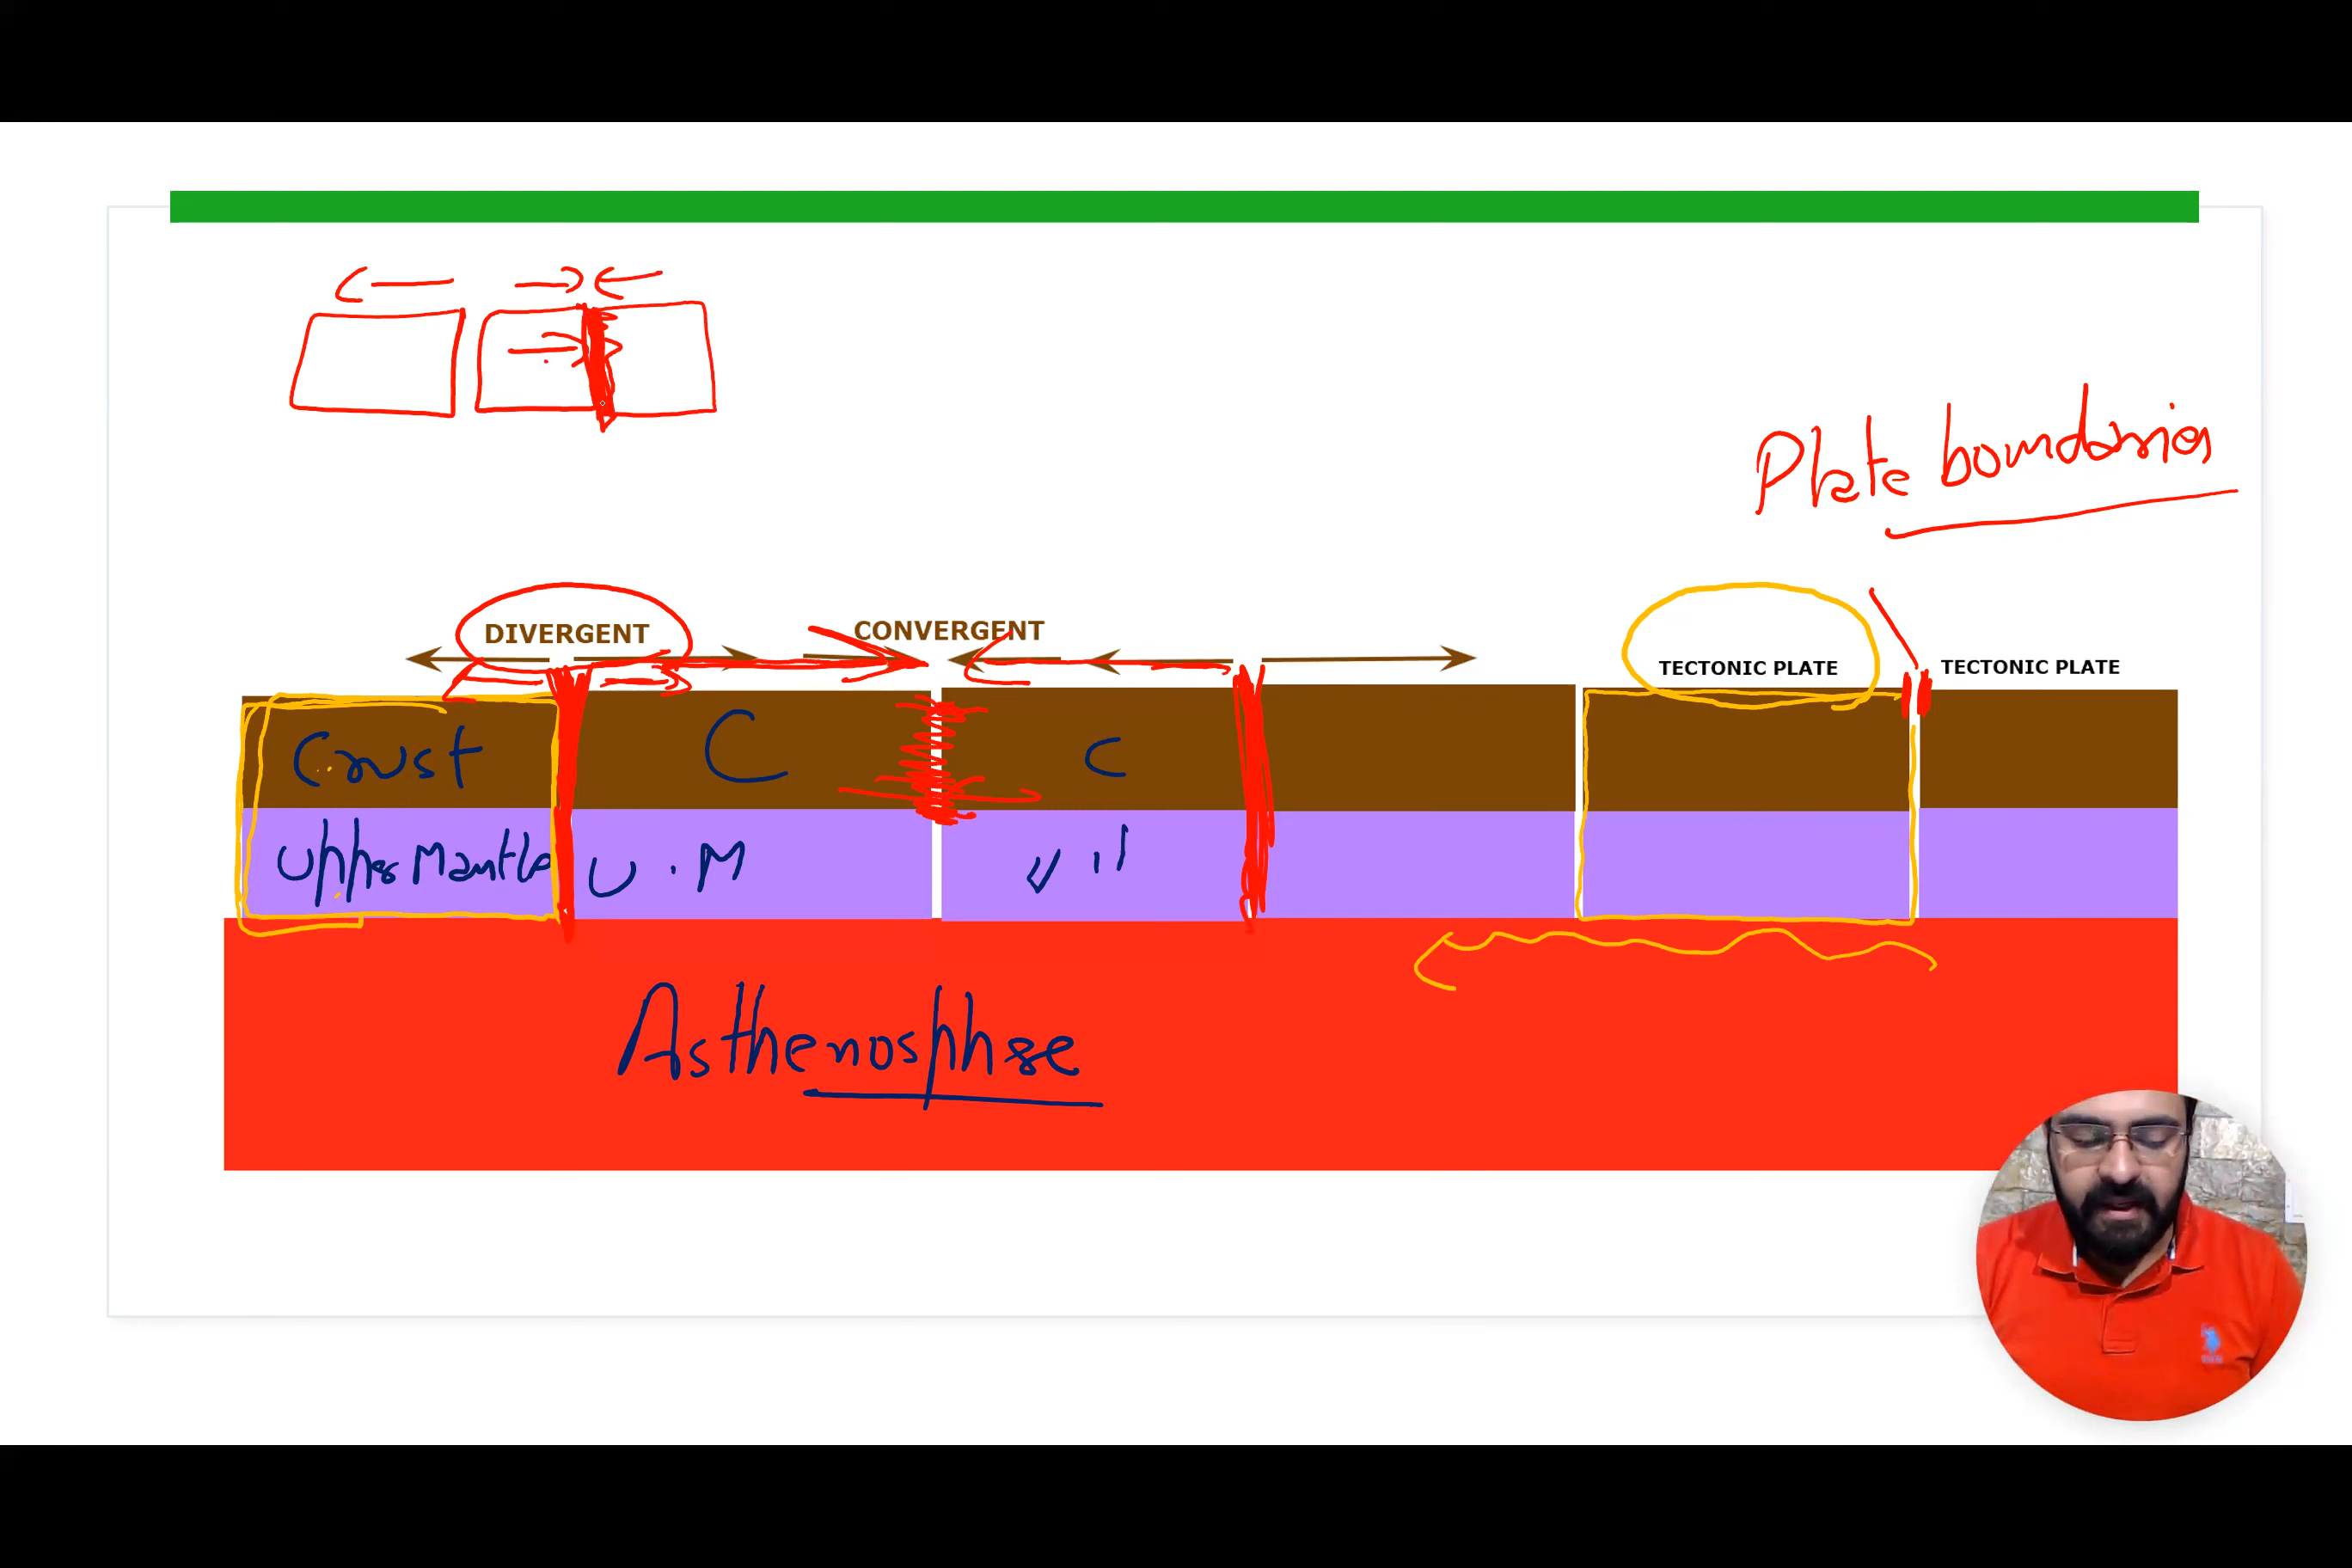 Plate boundaries
DIVERGENT
CONVERGENT
TECTONIC PLATE
TECTONIC PLATE
Crust
C
C
Upper Mantle
U.M
Asthenosphere